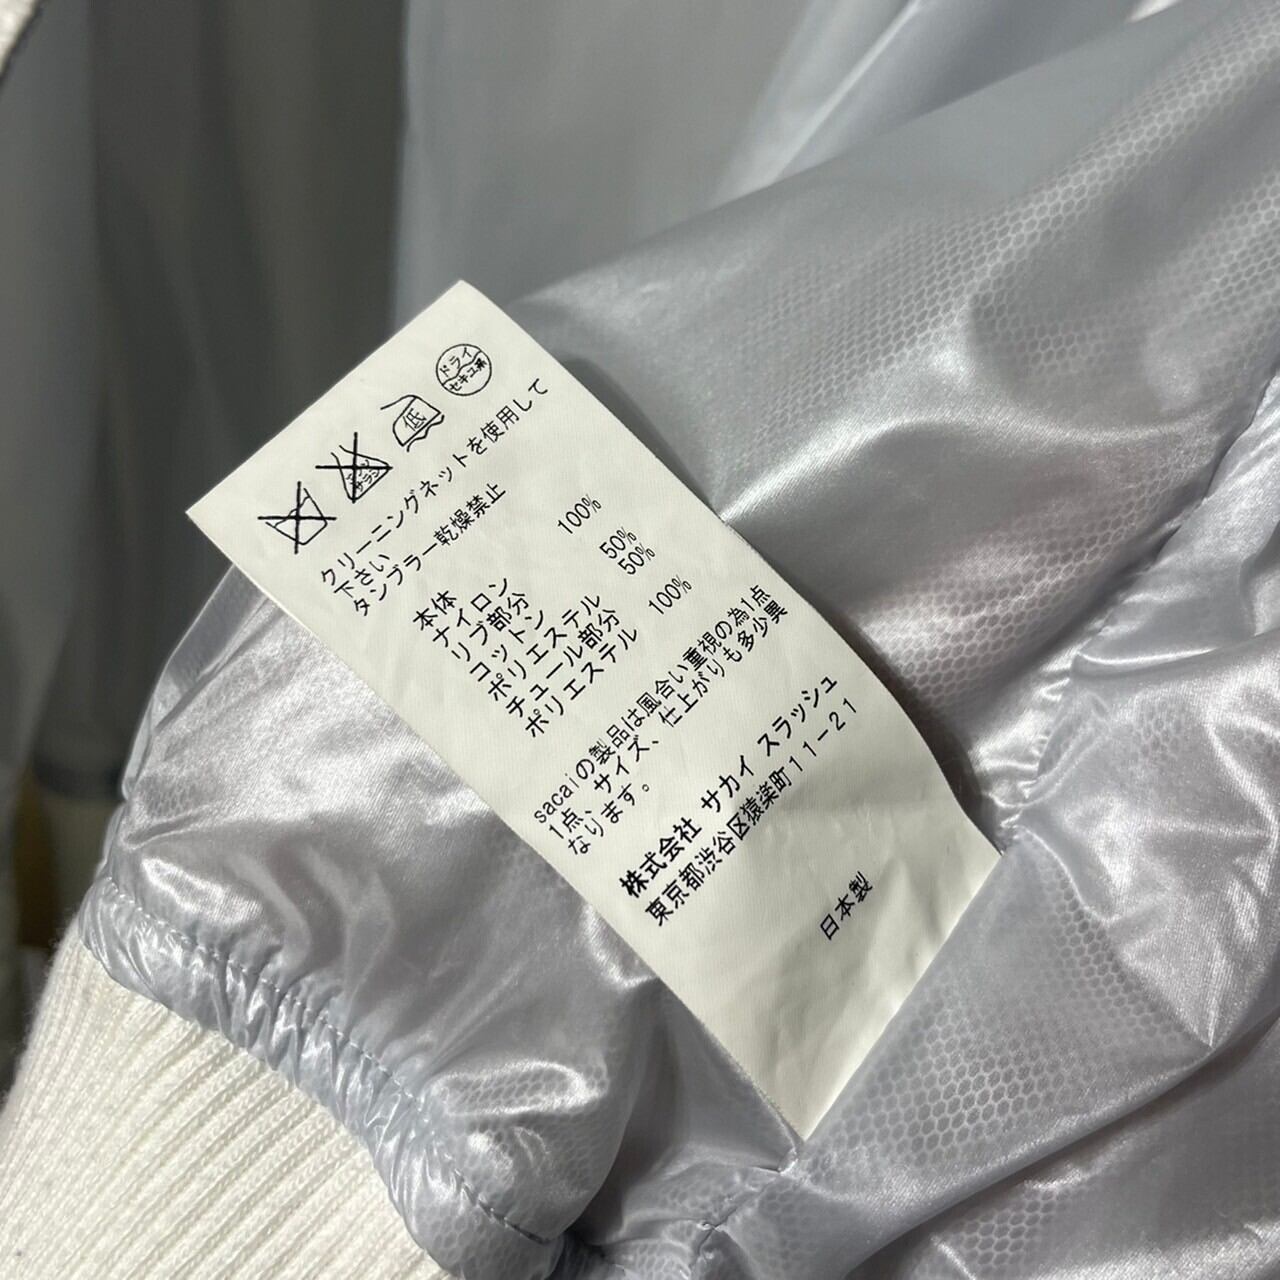 低
ドライ
セキユ系
クリーニングネットを使用して
下さい
タンブラー乾燥禁止
本体
ナイロン 100%
リブ部分
コットン 50%
ポリエステル 50%
チュール部分
ポリエステル 100%
sacaiの製品は風合い重視の為1点
1点、サイズ、仕上がりも多少異
なります。
株式会社 サカイ スラッシュ
東京都渋谷区猿楽町11-21
日本製